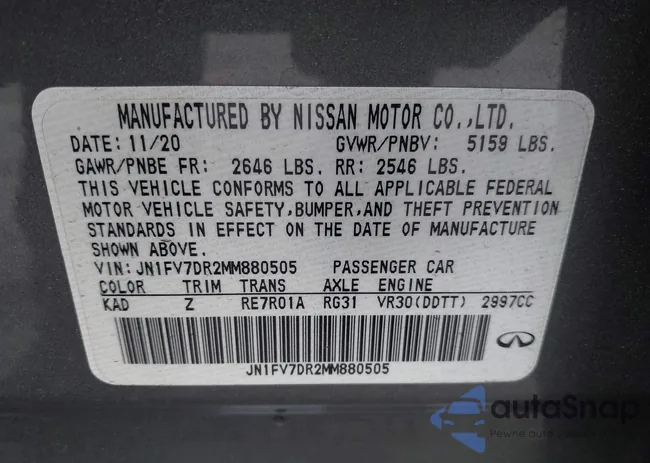 MANUFACTURED BY NISSAN MOTOR CO.,LTD.
DATE: 11/20 GVWR/PNBV: 5159 LBS.
GAWR/PNBE FR: 2646 LBS. RR: 2546 LBS.
THIS VEHICLE CONFORMS TO ALL APPLICABLE FEDERAL
MOTOR VEHICLE SAFETY,BUMPER,AND THEFT PREVENTION
STANDARDS IN EFFECT ON THE DATE OF MANUFACTURE
SHOWN ABOVE.
VIN: JN1FV7DR2MM880505 PASSENGER CAR
COLOR TRIM TRANS AXLE ENGINE
KAD Z RE7R01A RG31 VR30(DDTT) 2997CC
JN1FV7DR2MM880505
autoSnap
Pewne auto z